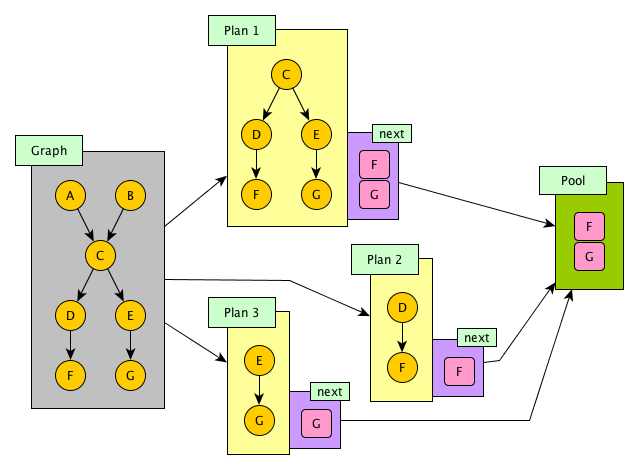 Plan 1
C
D E
F G
next
F
G
Graph
A B
C
D E
F G
Pool
F
G
Plan 2
D
F
next
F
Plan 3
E
G
next
G